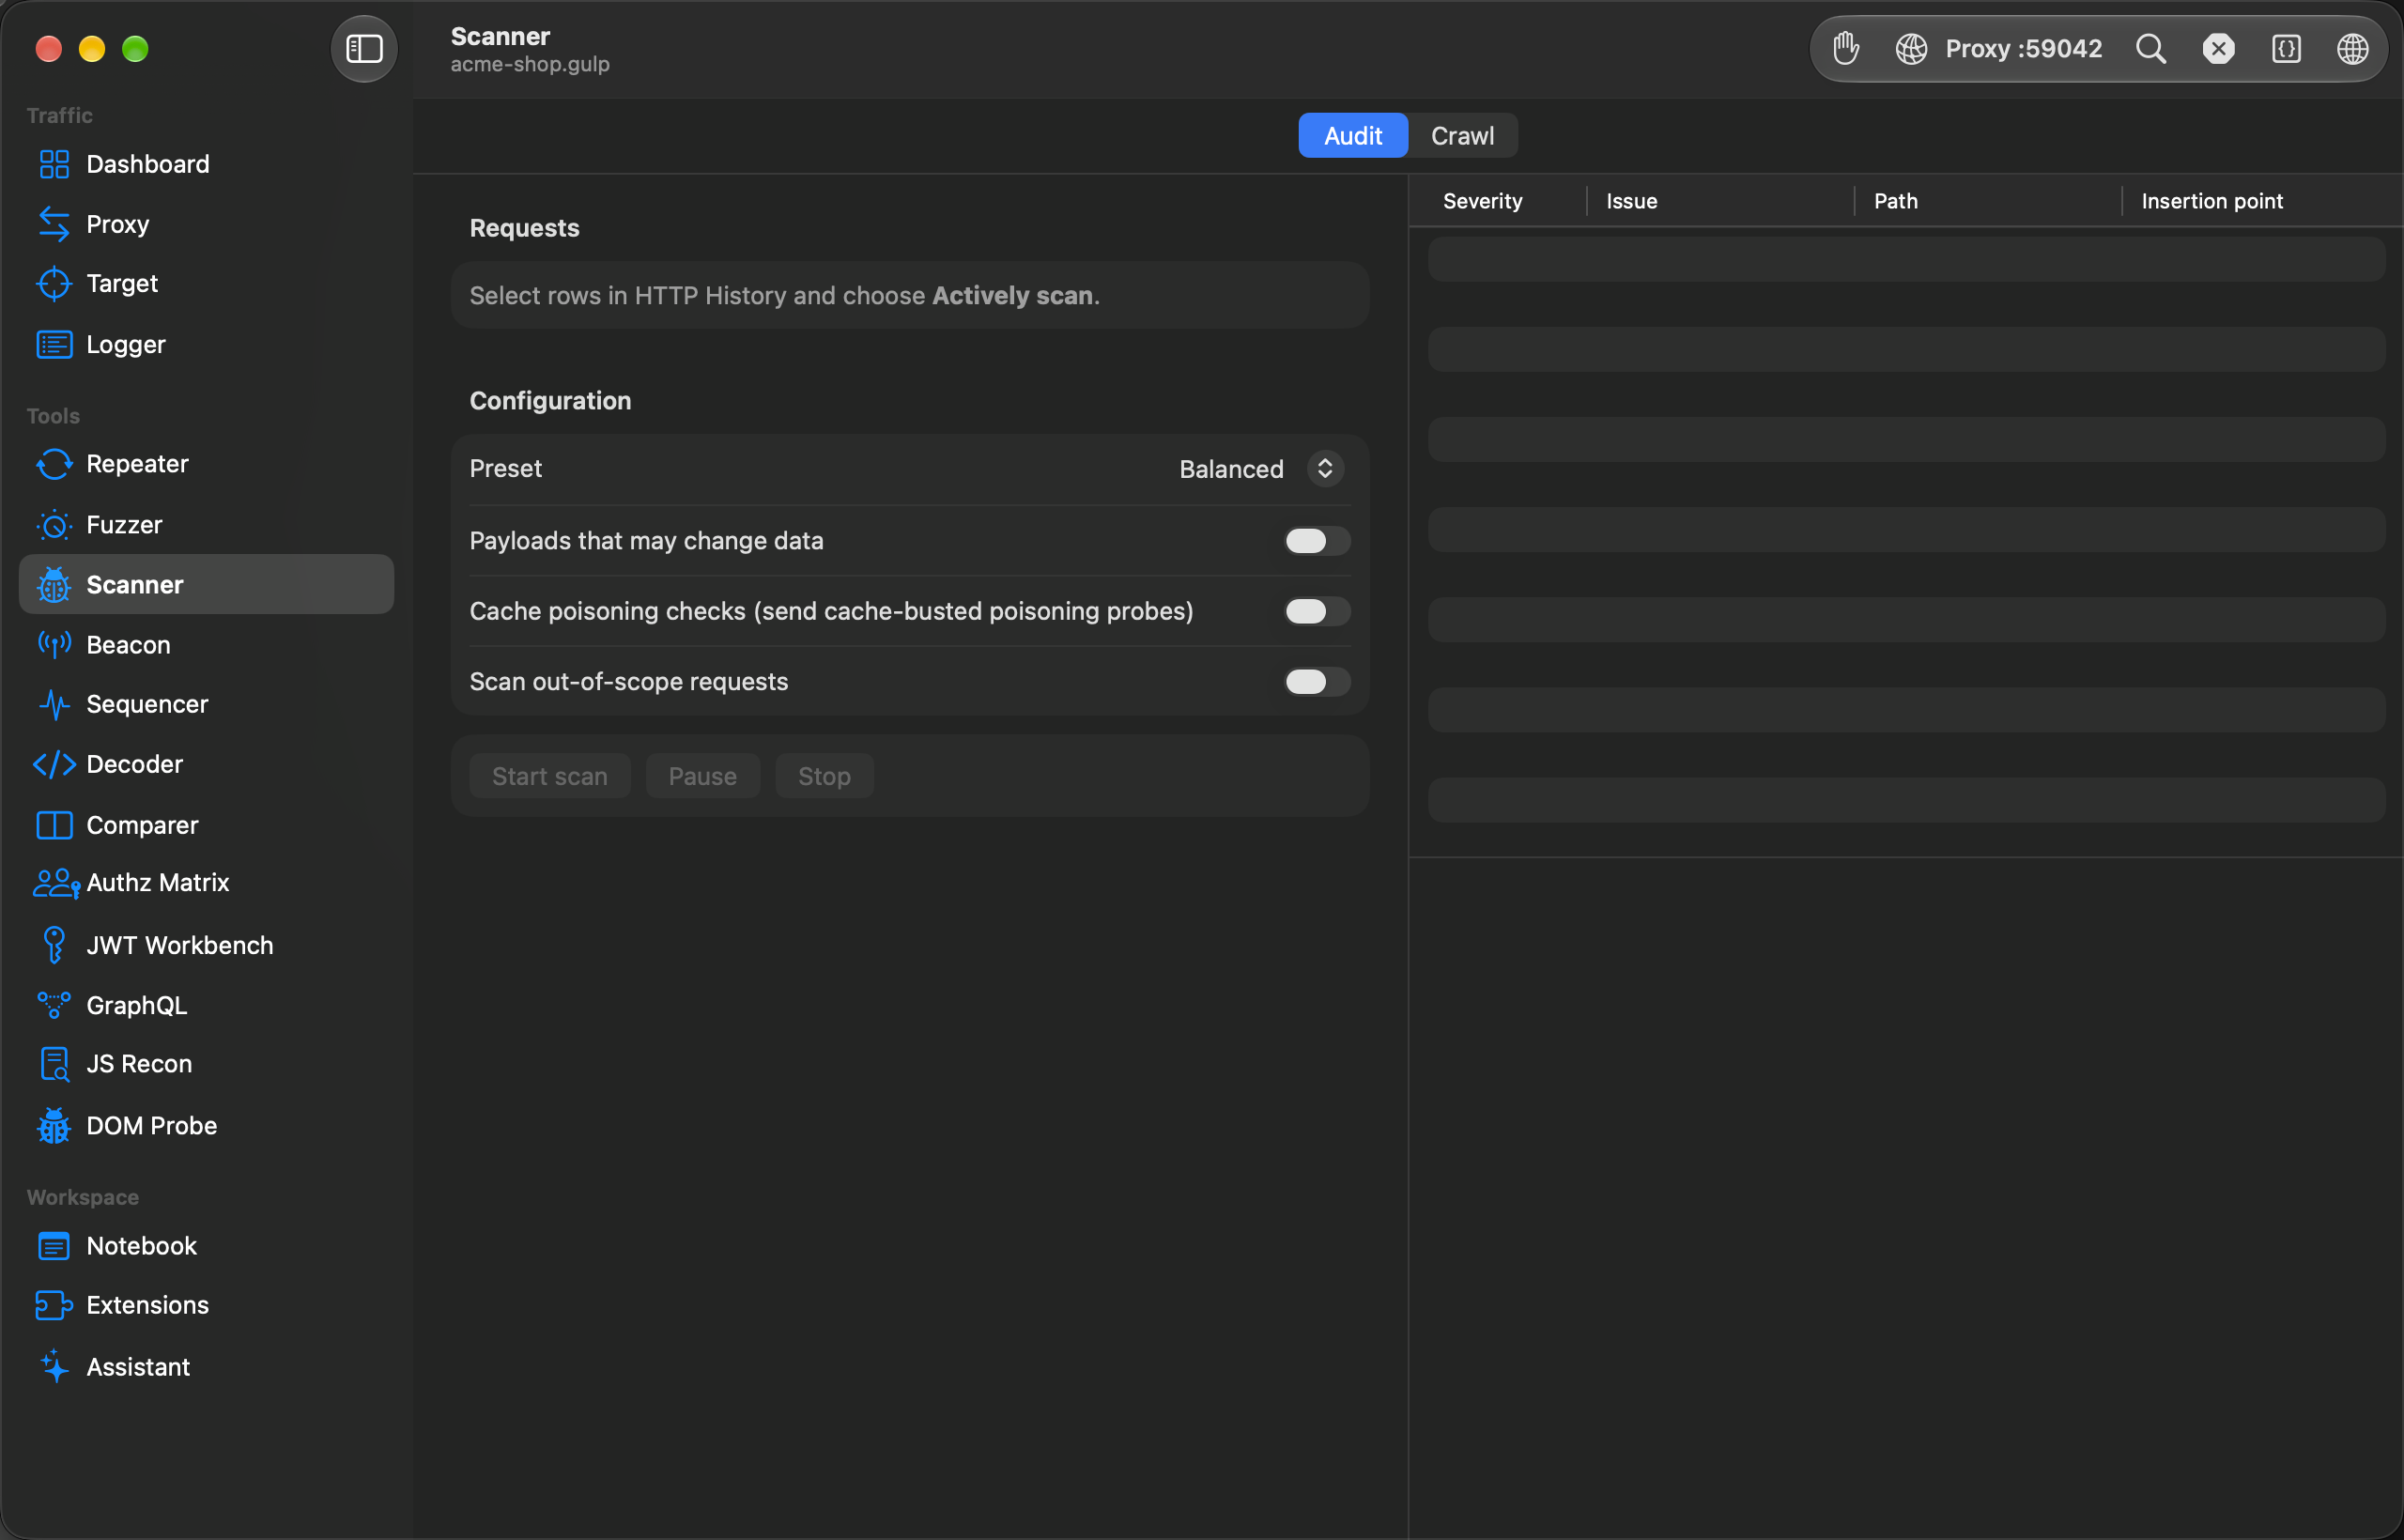 Scanner
acme-shop.gulp
Proxy :59042
Traffic
Dashboard
Proxy
Target
Logger
Tools
Repeater
Fuzzer
Scanner
Beacon
Sequencer
Decoder
Comparer
Authz Matrix
JWT Workbench
GraphQL
JS Recon
DOM Probe
Workspace
Notebook
Extensions
Assistant
Audit
Crawl
Requests
Select rows in HTTP History and choose Actively scan.
Configuration
Preset
Balanced
Payloads that may change data
Cache poisoning checks (send cache-busted poisoning probes)
Scan out-of-scope requests
Start scan
Pause
Stop
Severity
Issue
Path
Insertion point